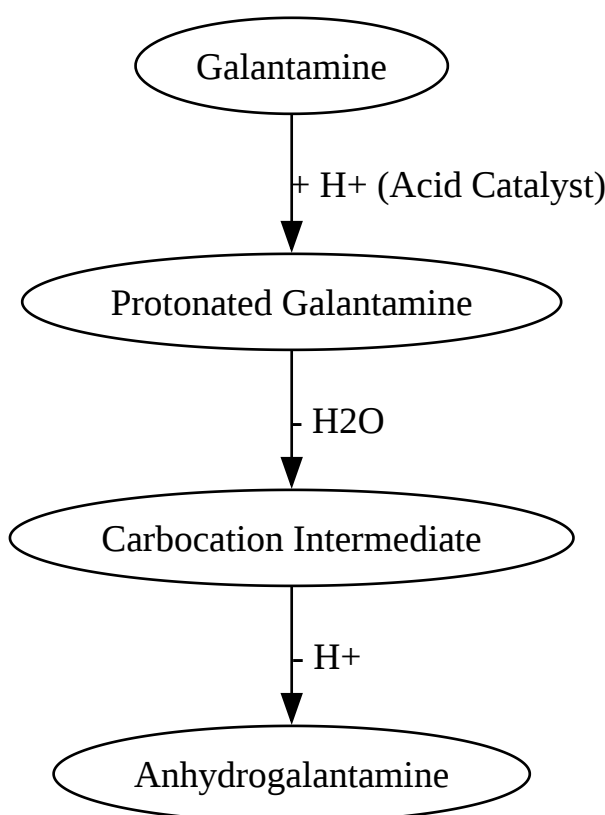 Galantamine
+ H+ (Acid Catalyst)
Protonated Galantamine
- H2O
Carbocation Intermediate
- H+
Anhydrogalantamine